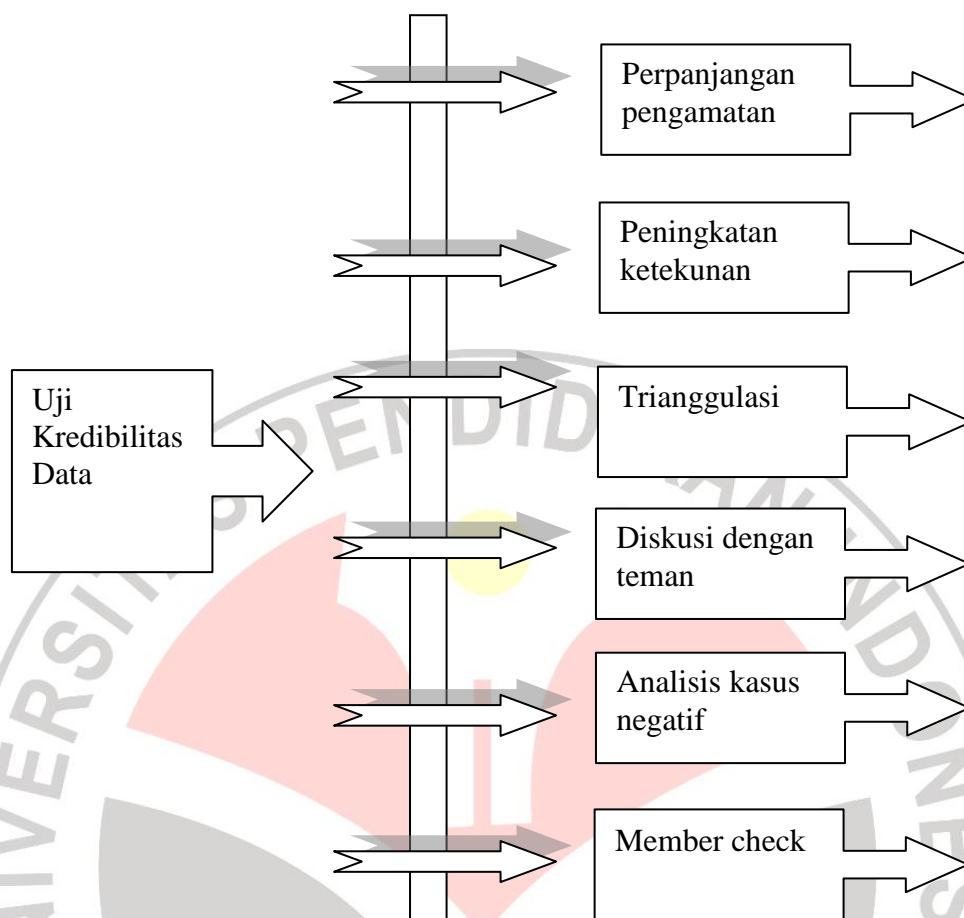 Perpanjangan
pengamatan
Peningkatan
ketekunan
Uji
Kredibilitas
Data
Trianggulasi
Diskusi dengan
teman
Analisis kasus
negatif
Member check